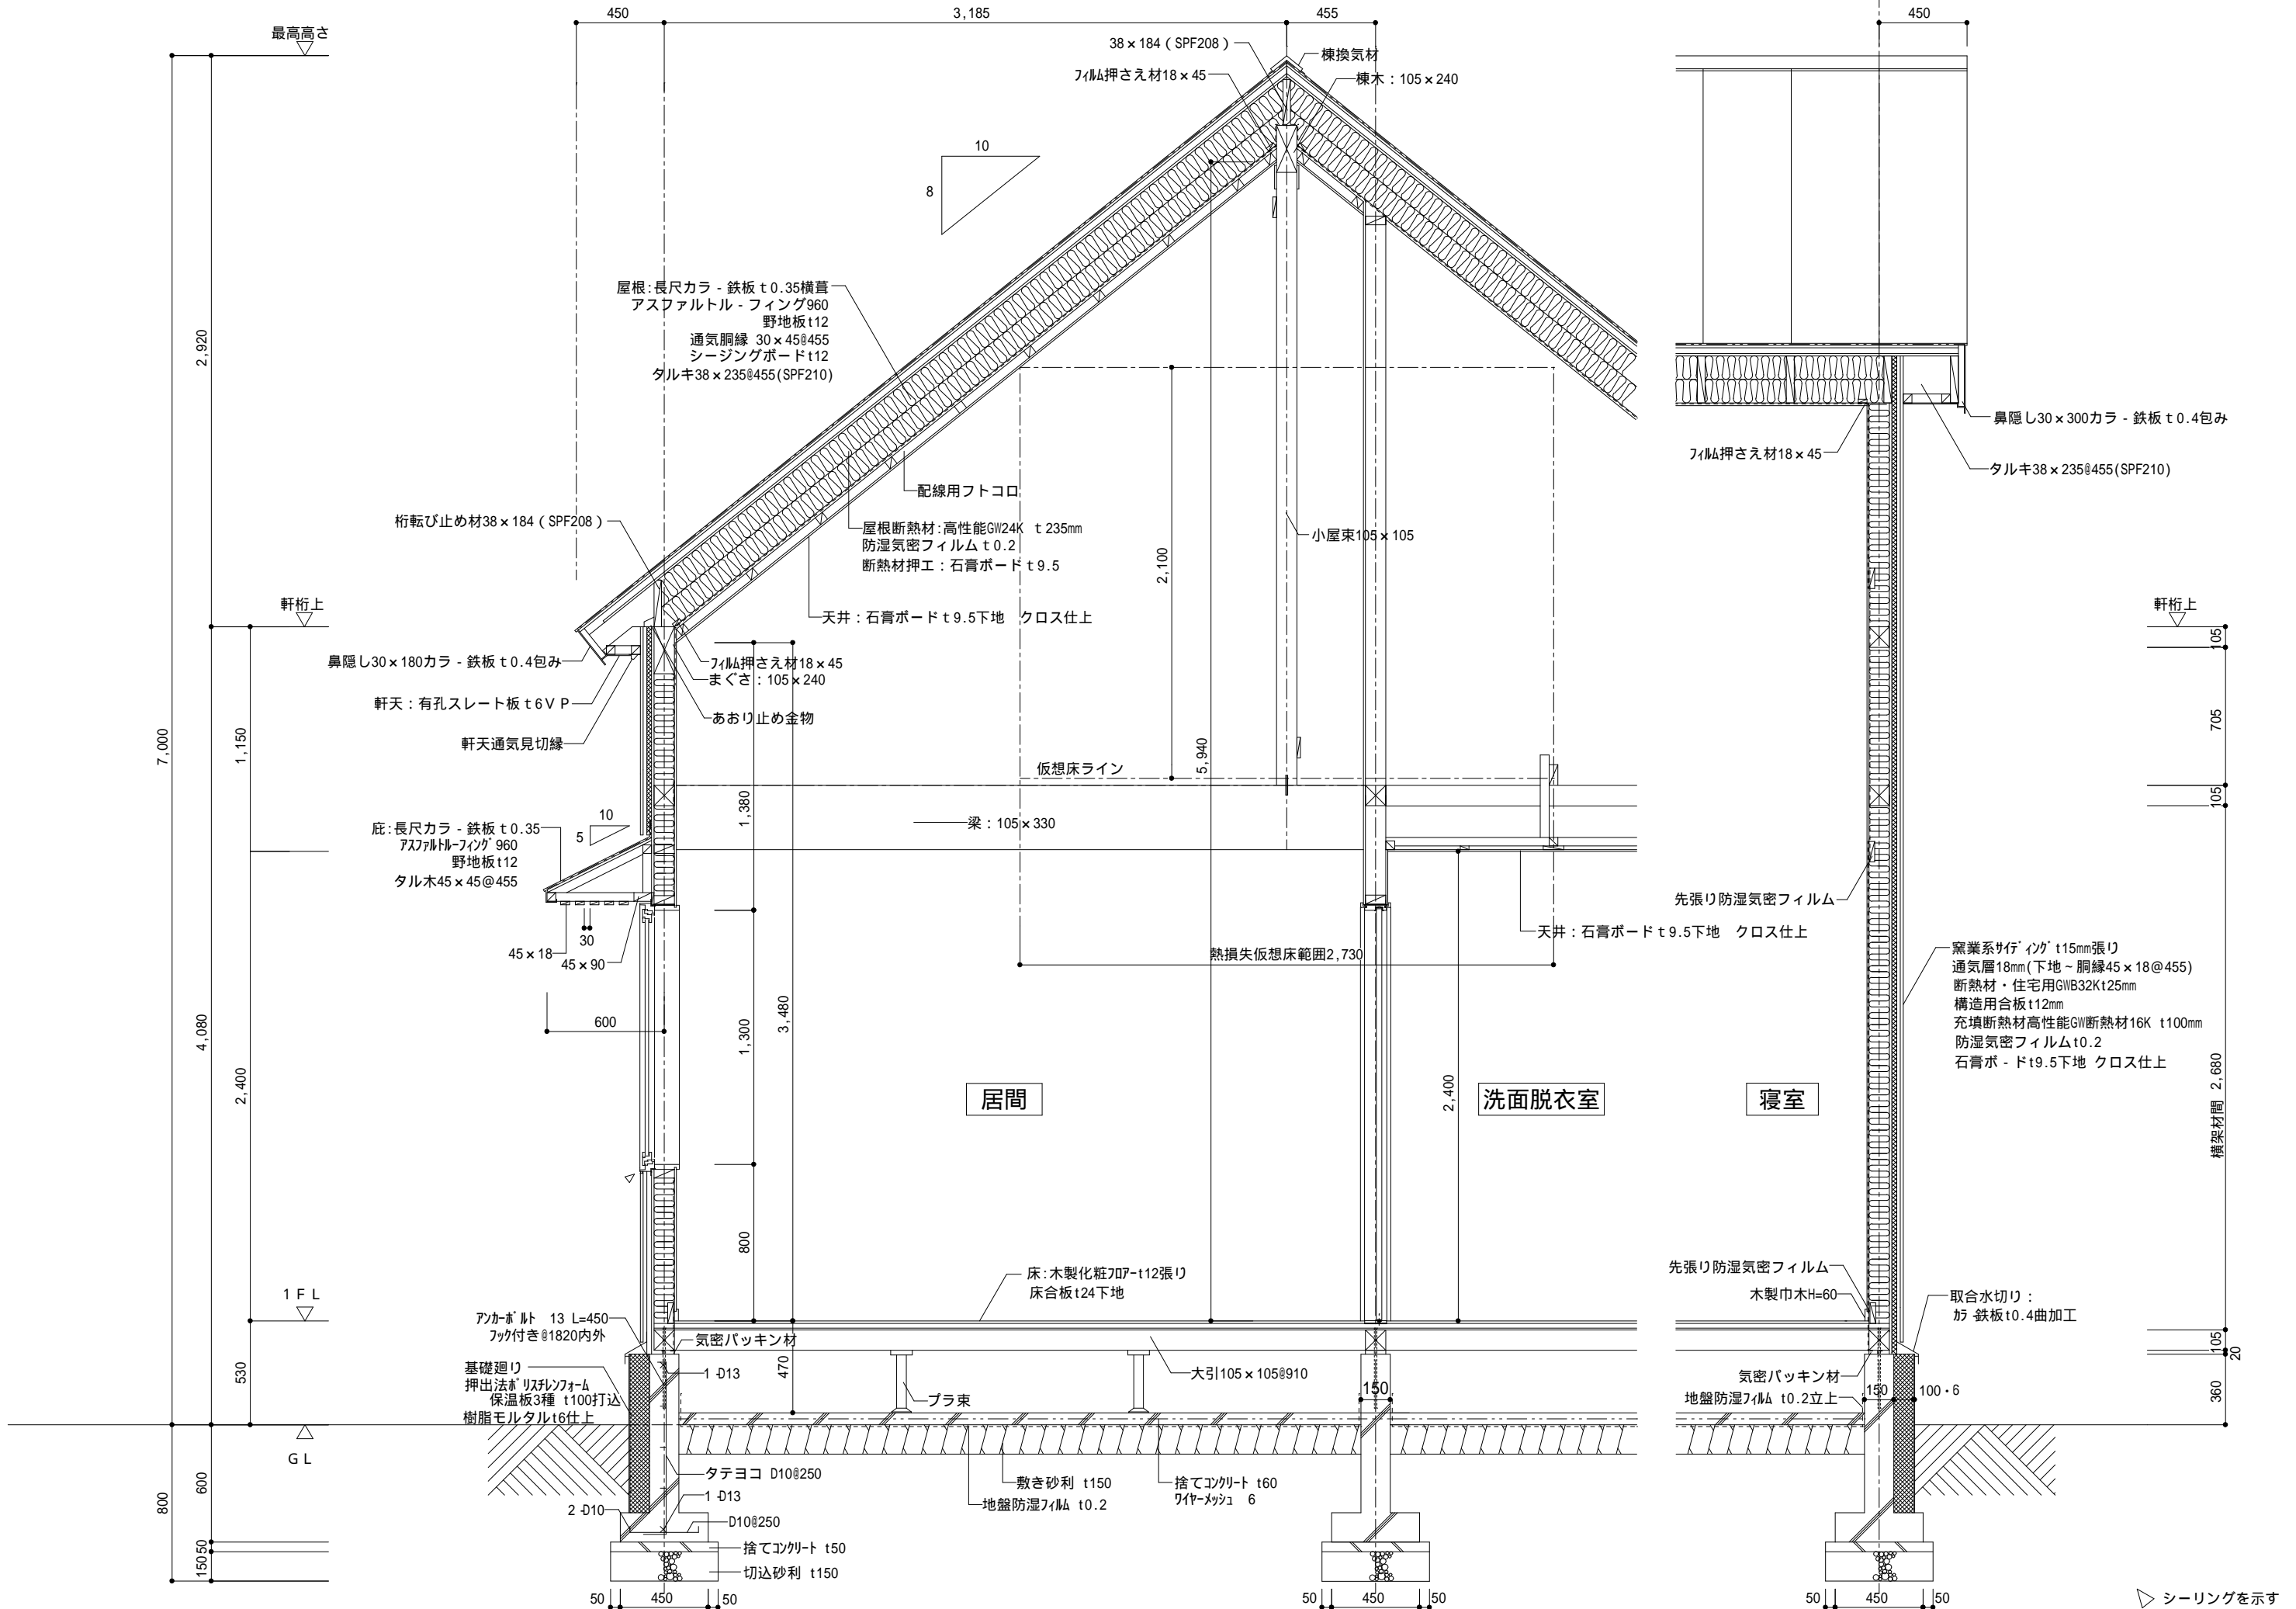 450
3,185
455
450
最高高さ
38×184（SPF208）
棟換気材
ﾌｨﾙﾑ押さえ材18×45
棟木：105×240
10
8
屋根:長尺カラ‐鉄板ｔ0.35横葺
アスファルトル‐フィング960
野地板t12
通気胴縁 30×45@455
シージングボードt12
タルキ38×235@455(SPF210)
2,920
鼻隠し30×300カラ‐鉄板ｔ0.4包み
ﾌｨﾙﾑ押さえ材18×45
タルキ38×235@455(SPF210)
配線用フトコロ
桁転び止め材38×184（SPF208）
屋根断熱材:高性能GW24K ｔ235mm
防湿気密フィルムｔ0.2
断熱材押エ：石膏ボードｔ9.5
小屋束105×105
2,100
軒桁上
軒桁上
天井：石膏ボードｔ9.5下地　クロス仕上
105
鼻隠し30×180カラ‐鉄板ｔ0.4包み
ﾌｨﾙﾑ押さえ材18×45
まぐさ：105×240
軒天：有孔スレート板ｔ6ＶＰ
あおり止め金物
軒天通気見切縁
7,000
1,150
5,940
705
仮想床ライン
1,380
105
10
5
庇:長尺カラ‐鉄板ｔ0.35
ｱｽﾌｧﾙﾄﾙｰﾌｨﾝｸﾞ960
野地板t12
タル木45×45@455
梁：105×330
先張り防湿気密フィルム
30
45×18
45×90
天井：石膏ボードｔ9.5下地　クロス仕上
熱損失仮想床範囲2,730
窯業系ｻｲﾃﾞｨﾝｸﾞt15mm張り
通気層18mm(下地～胴縁45×18@455)
断熱材・住宅用GWB32Kt25mm
構造用合板t12mm
充填断熱材高性能GW断熱材16K t100mm
防湿気密フィルムt0.2
石膏ボ‐ドt9.5下地 クロス仕上
600
4,080
1,300
3,480
2,400
居間
洗面脱衣室
寝室
2,400
横架材間 2,680
800
床:木製化粧ﾌﾛｱｰt12張り
床合板t24下地
先張り防湿気密フィルム
木製巾木H=60
取合水切り：
ｶﾗ-鉄板t0.4曲加工
１ＦＬ
ｱﾝｶｰﾎﾞﾙﾄ　13 L=450
ﾌｯｸ付き@1820内外
気密パッキン材
105
20
基礎廻り
押出法ﾎﾟﾘｽﾁﾚﾝﾌｫｰﾑ
保温板3種 t100打込
樹脂モルタルt6仕上
530
1-D13
470
プラ束
大引105×105@910
150
気密パッキン材
地盤防湿ﾌｨﾙﾑ t0.2立上
150
100・6
360
ＧＬ
600
800
タテヨコ D10@250
1-D13
2-D10
D10@250
敷き砂利 t150
地盤防湿ﾌｨﾙﾑ t0.2
捨てｺﾝｸﾘｰﾄ t60
ﾜｲﾔｰﾒｯｼｭ　6
捨てｺﾝｸﾘｰﾄ t50
切込砂利 t150
50
150
50
450
50
50
450
50
50
450
50
シーリングを示す